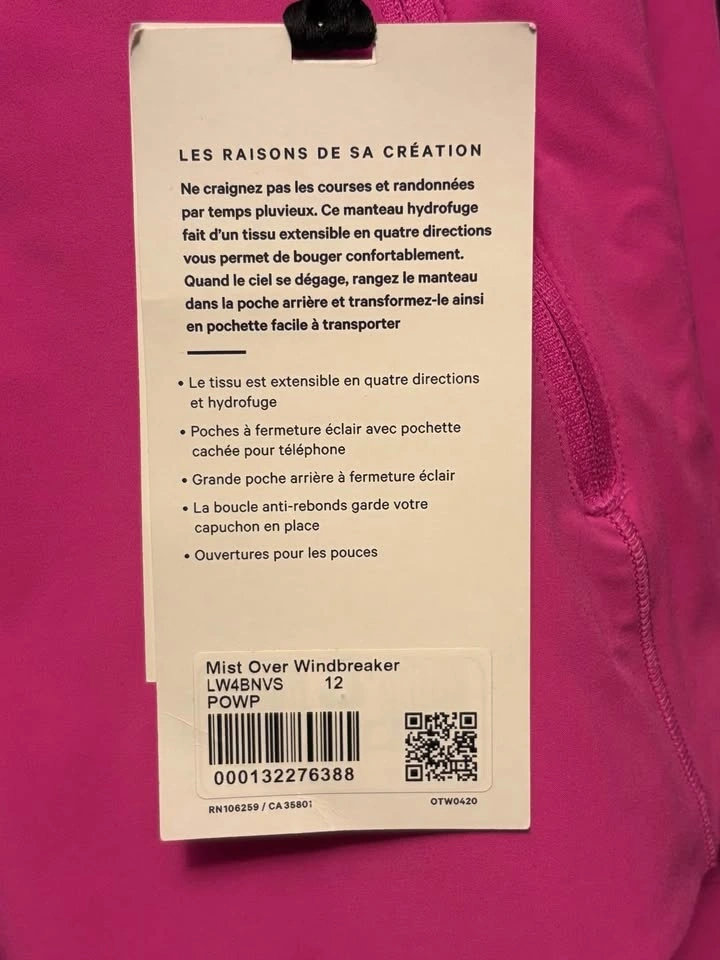 LES RAISONS DE SA CRÉATION
Ne craignez pas les courses et randonnées
par temps pluvieux. Ce manteau hydrofuge
fait d'un tissu extensible en quatre directions
vous permet de bouger confortablement.
Quand le ciel se dégage, rangez le manteau
dans la poche arrière et transformez-le ainsi
en pochette facile à transporter
• Le tissu est extensible en quatre directions
et hydrofuge
• Poches à fermeture éclair avec pochette
cachée pour téléphone
• Grande poche arrière à fermeture éclair
• La boucle anti-rebonds garde votre
capuchon en place
• Ouvertures pour les pouces
Mist Over Windbreaker
LW4BNVS 12
POWP
000132276388
RN106259 / CA35801 OTW0420